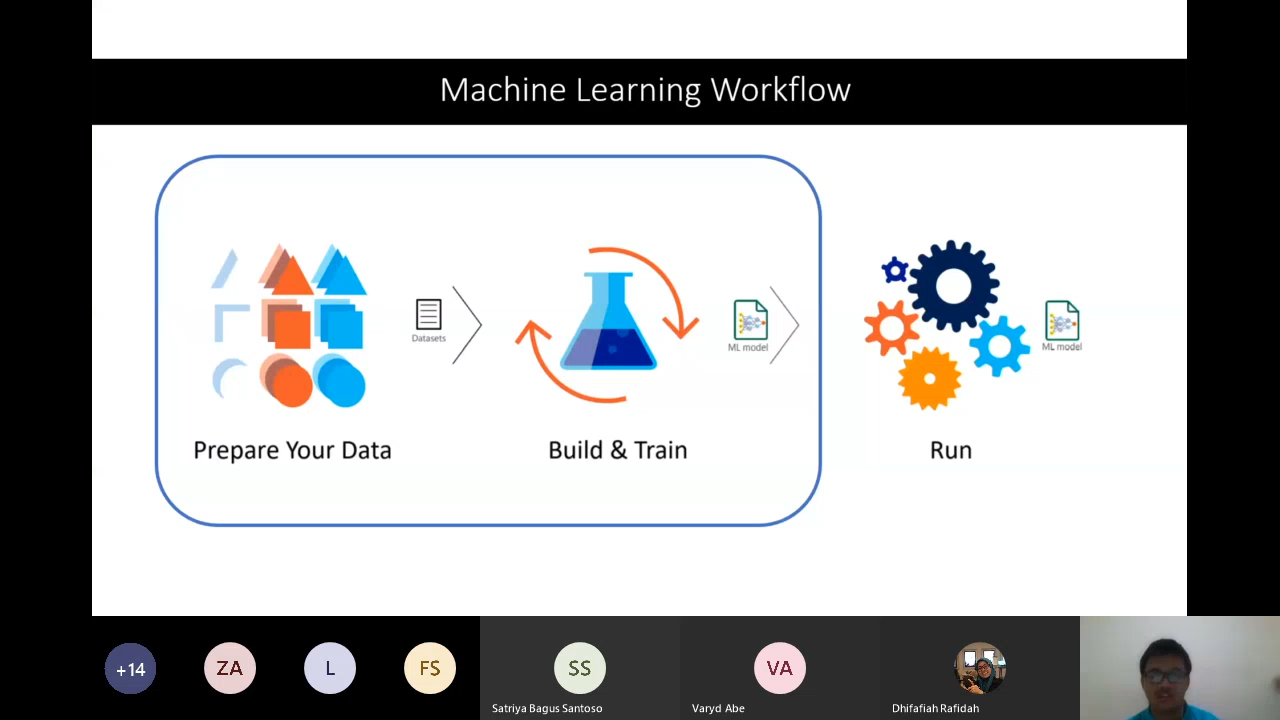 Machine Learning Workflow
Datasets
ML model
ML model
Prepare Your Data
Build & Train
Run
+14
ZA
L
FS
SS
VA
Satriya Bagus Santoso
Varyd Abe
Dhifafiah Rafidah